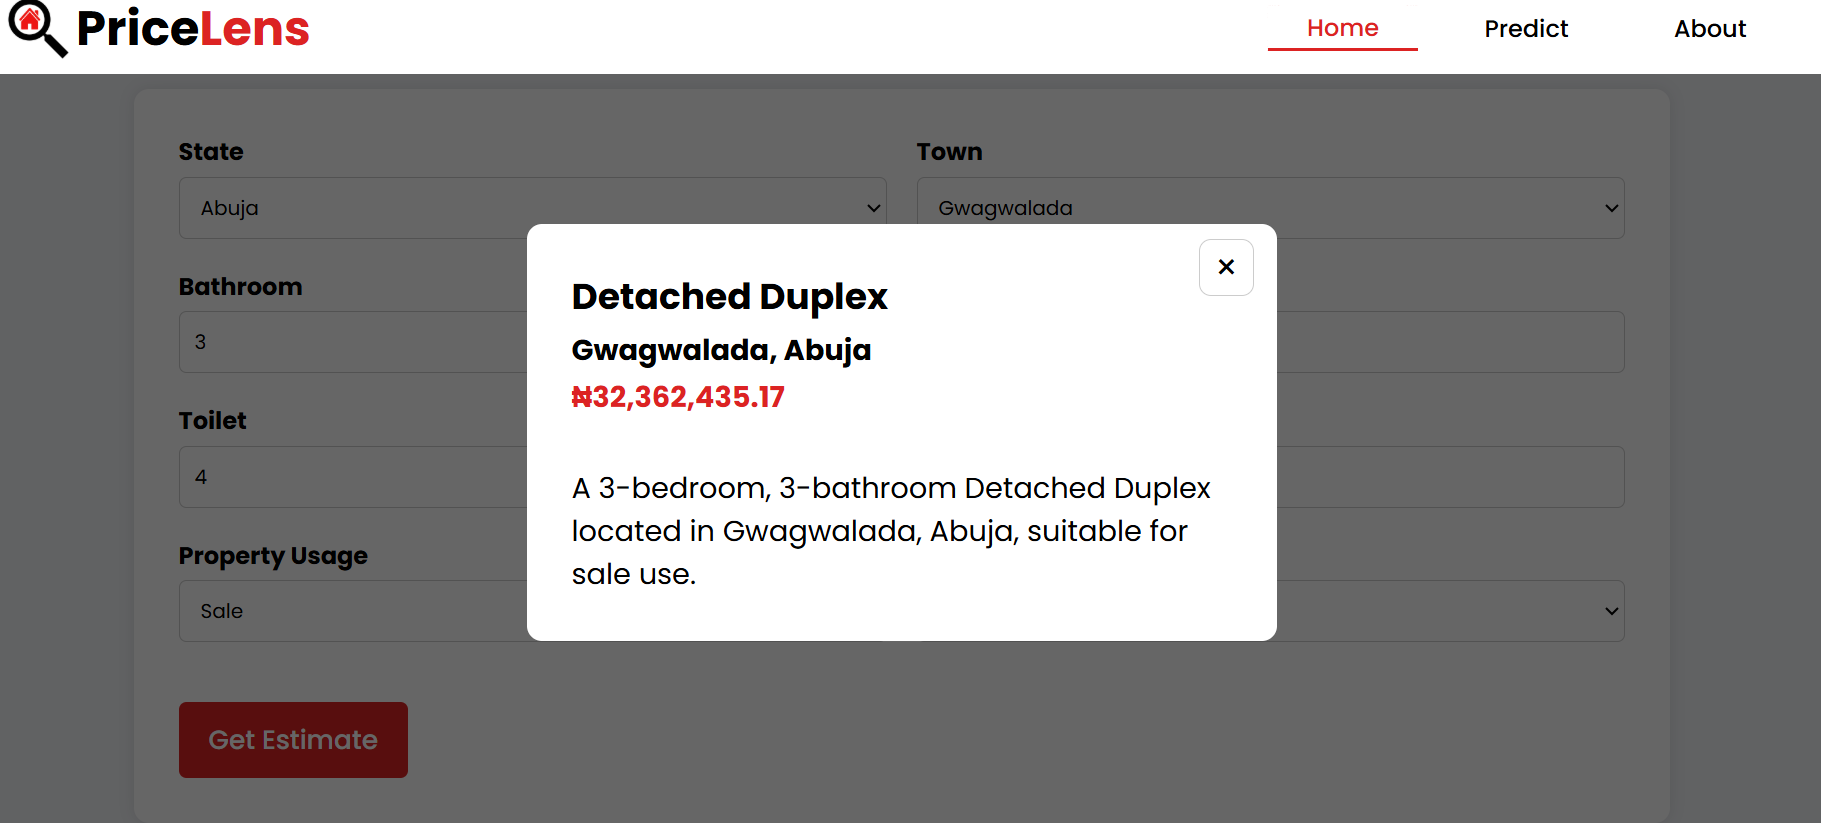 PriceLens
Home
Predict
About
State
Town
Abuja
Gwagwalada
Bathroom
3
Toilet
4
Property Usage
Sale
Get Estimate
×
Detached Duplex
Gwagwalada, Abuja
₦32,362,435.17
A 3-bedroom, 3-bathroom Detached Duplex
located in Gwagwalada, Abuja, suitable for
sale use.